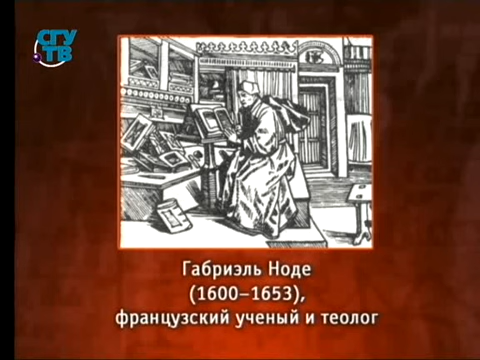 СГУ
ТВ
Габриэль Ноде
(1600–1653),
французский ученый и теолог